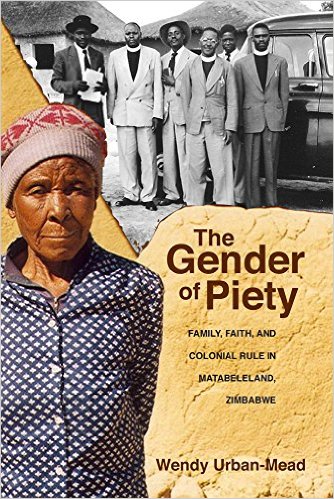 The
Gender
of Piety
FAMILY, FAITH, AND
COLONIAL RULE IN
MATABELELAND,
ZIMBABWE
Wendy Urban-Mead